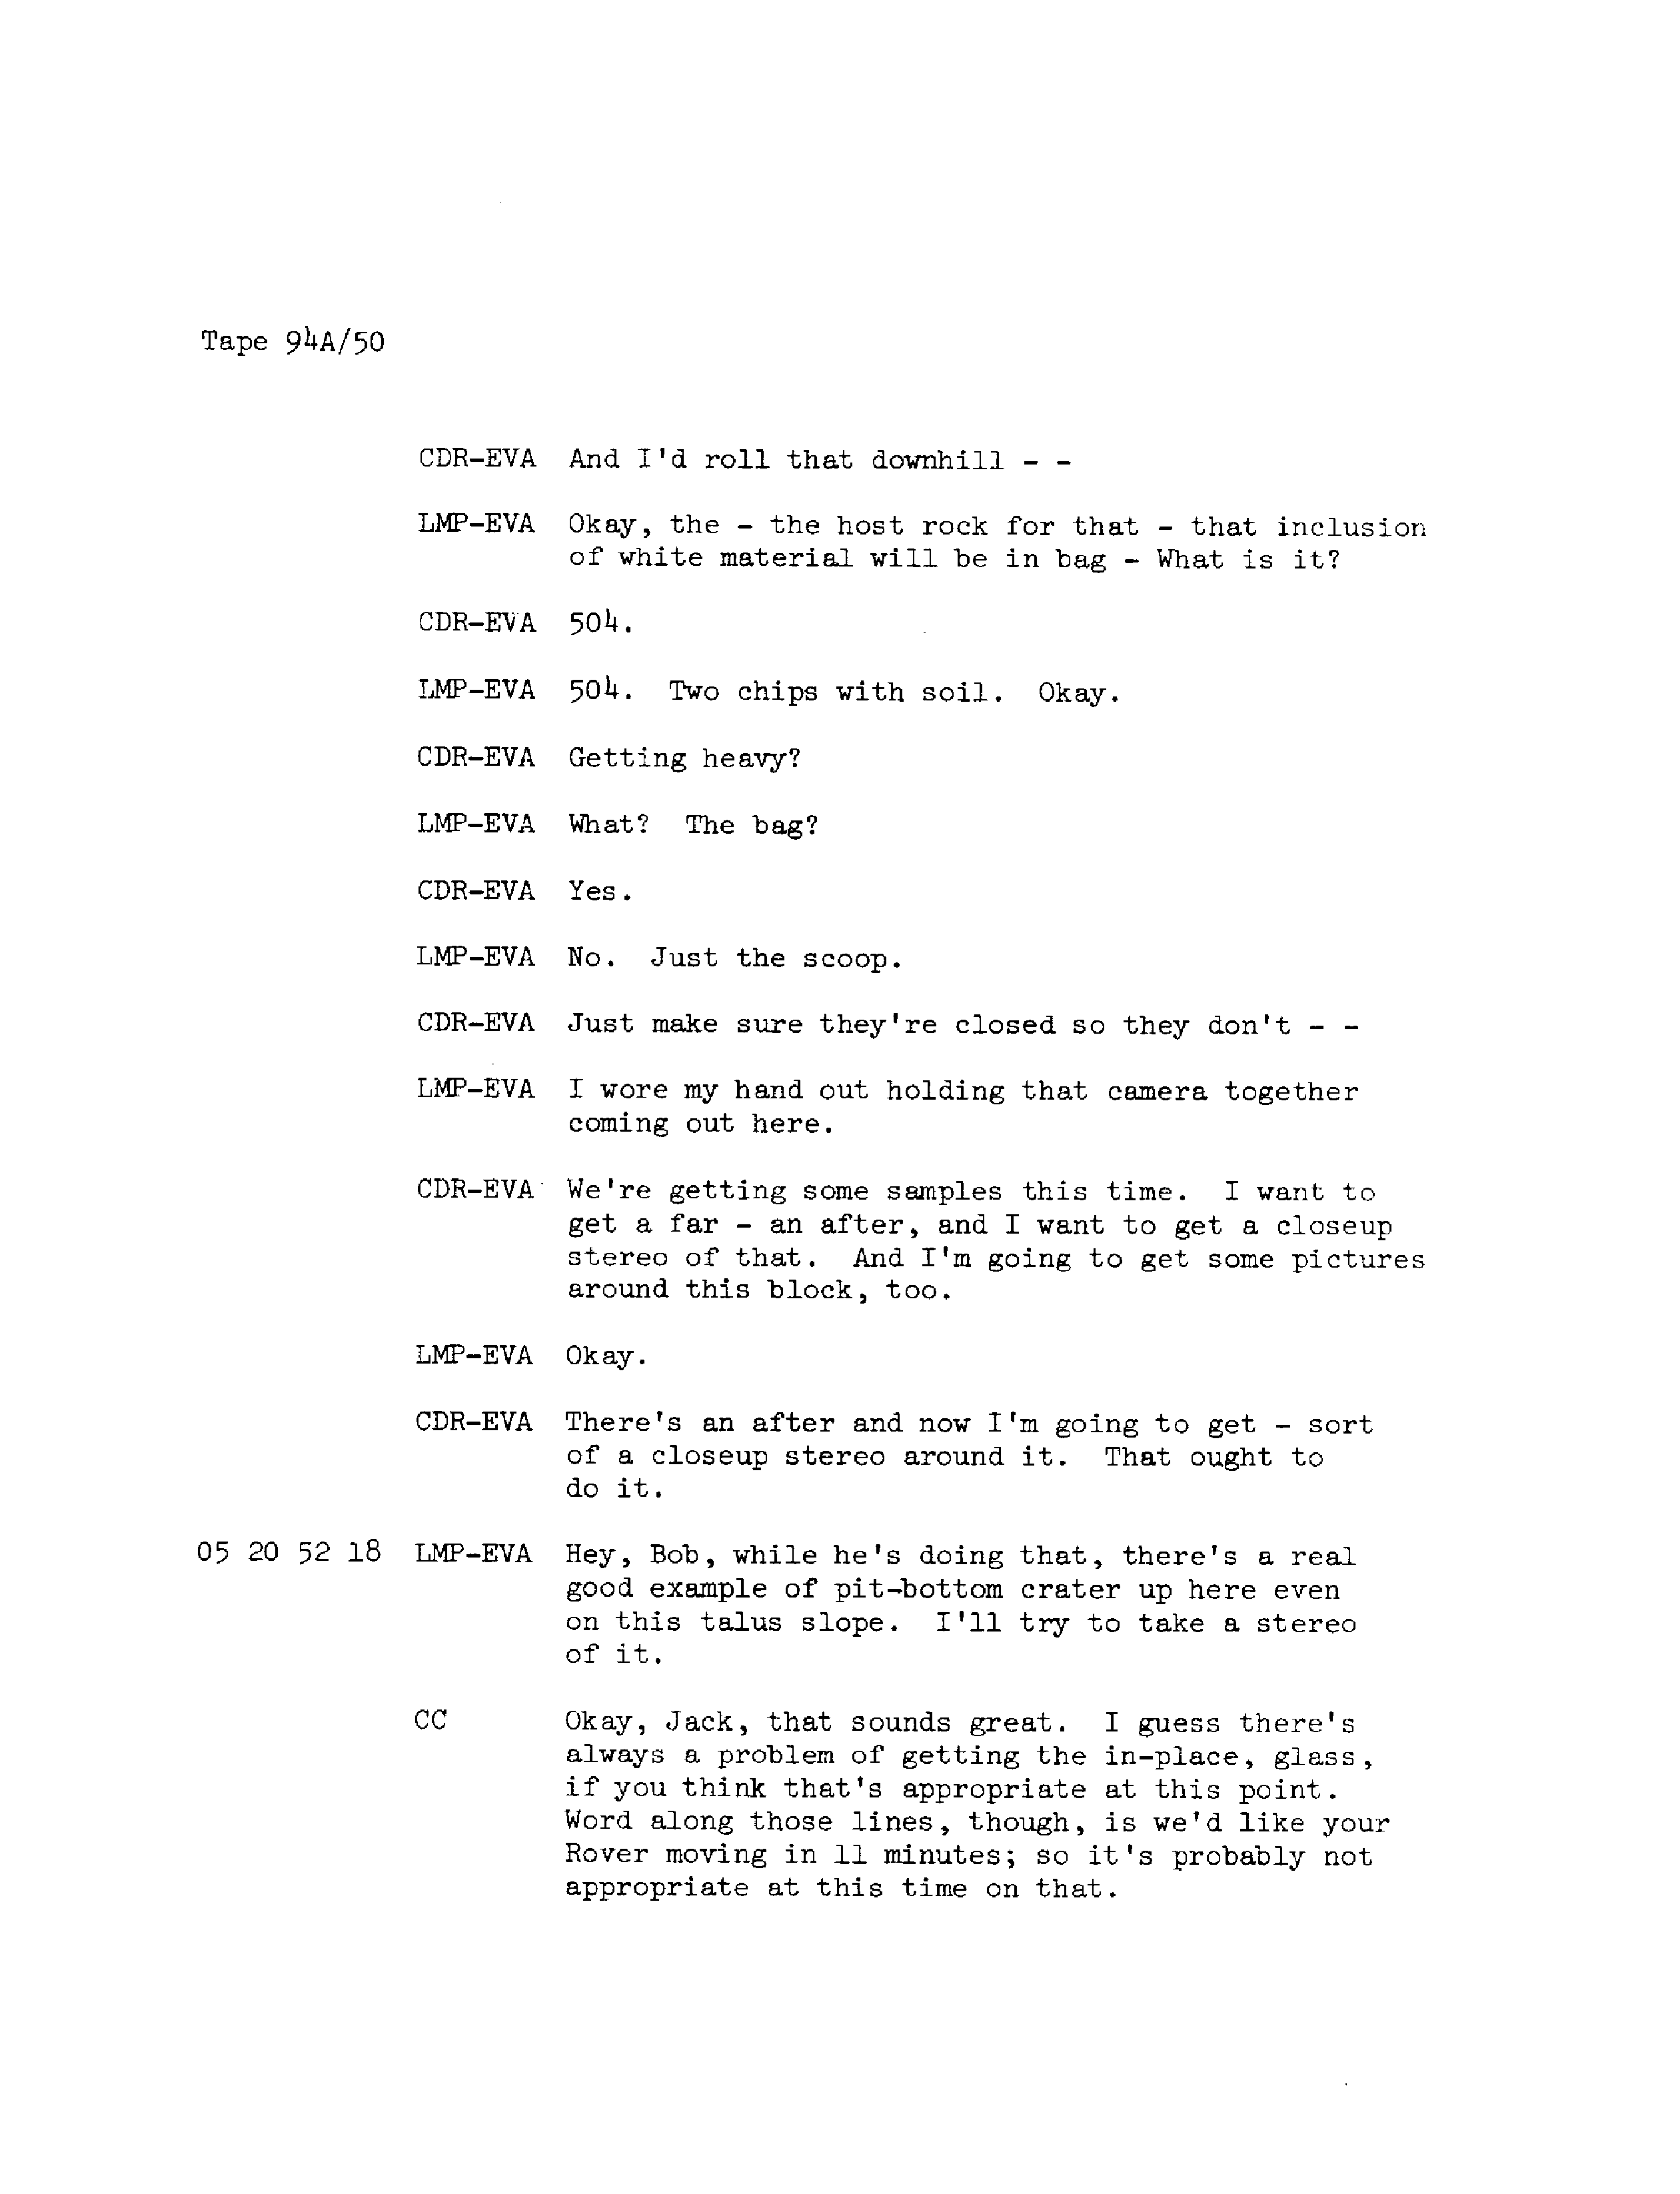 Tape 94A/50
CDR-EVA And I'd roll that downhill - -
LMP-EVA Okay, the - the host rock for that - that inclusion
of white material will be in bag - What is it?
CDR-EVA 504.
LMP-EVA 504. Two chips with soil. Okay.
CDR-EVA Getting heavy?
LMP-EVA What? The bag?
CDR-EVA Yes.
LMP-EVA No. Just the scoop.
CDR-EVA Just make sure they're closed so they don't - -
LMP-EVA I wore my hand out holding that camera together
coming out here.
CDR-EVA We're getting some samples this time. I want to
get a far - an after, and I want to get a closeup
stereo of that. And I'm going to get some pictures
around this block, too.
LMP-EVA Okay.
CDR-EVA There's an after and now I'm going to get - sort
of a closeup stereo around it. That ought to
do it.
05 20 52 18 LMP-EVA Hey, Bob, while he's doing that, there's a real
good example of pit-bottom crater up here even
on this talus slope. I'll try to take a stereo
of it.
CC Okay, Jack, that sounds great. I guess there's
always a problem of getting the in-place, glass,
if you think that's appropriate at this point.
Word along those lines, though, is we'd like your
Rover moving in 11 minutes; so it's probably not
appropriate at this time on that.